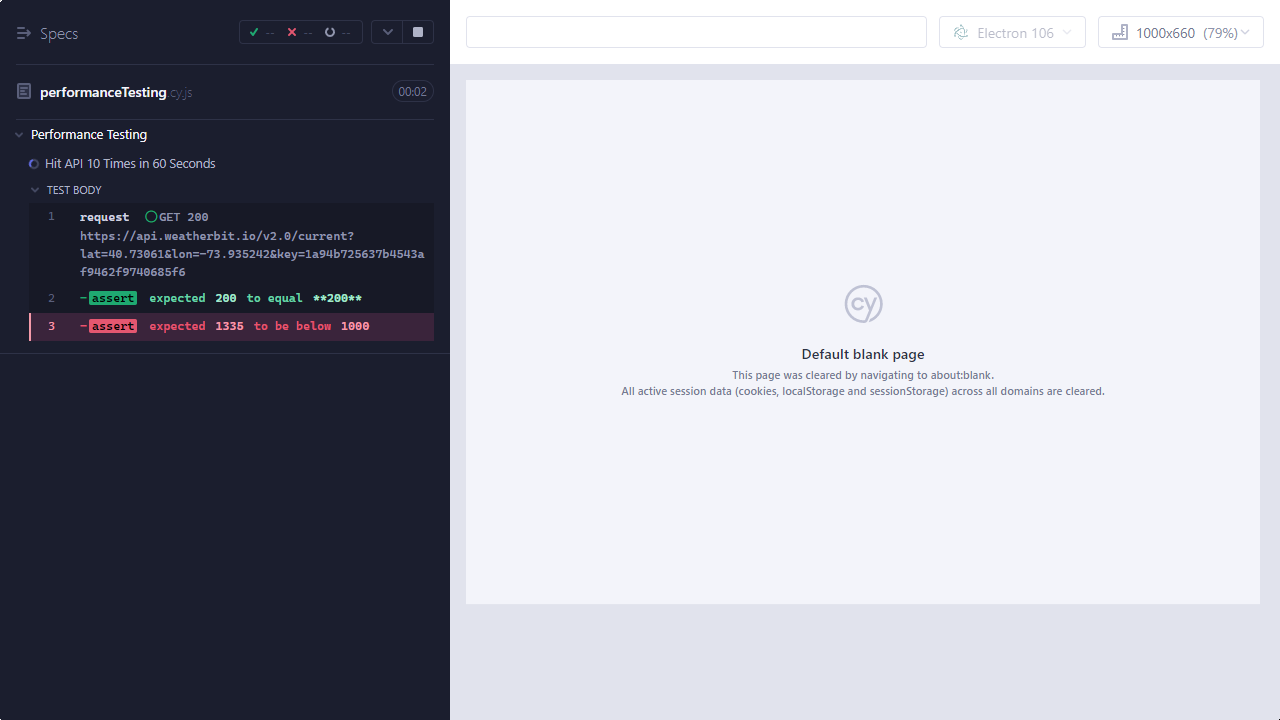 Specs
--
--
--
Electron 106
1000x660 (79%)
performanceTesting.cy.js
00:02
Performance Testing
Hit API 10 Times in 60 Seconds
TEST BODY
1 request GET 200
https://api.weatherbit.io/v2.0/current?
lat=40.73061&lon=-73.935242&key=1a94b725637b4543a
f9462f9740685f6
2 -assert expected 200 to equal **200**
3 -assert expected 1335 to be below 1000
cy
Default blank page
This page was cleared by navigating to about:blank.
All active session data (cookies, localStorage and sessionStorage) across all domains are cleared.